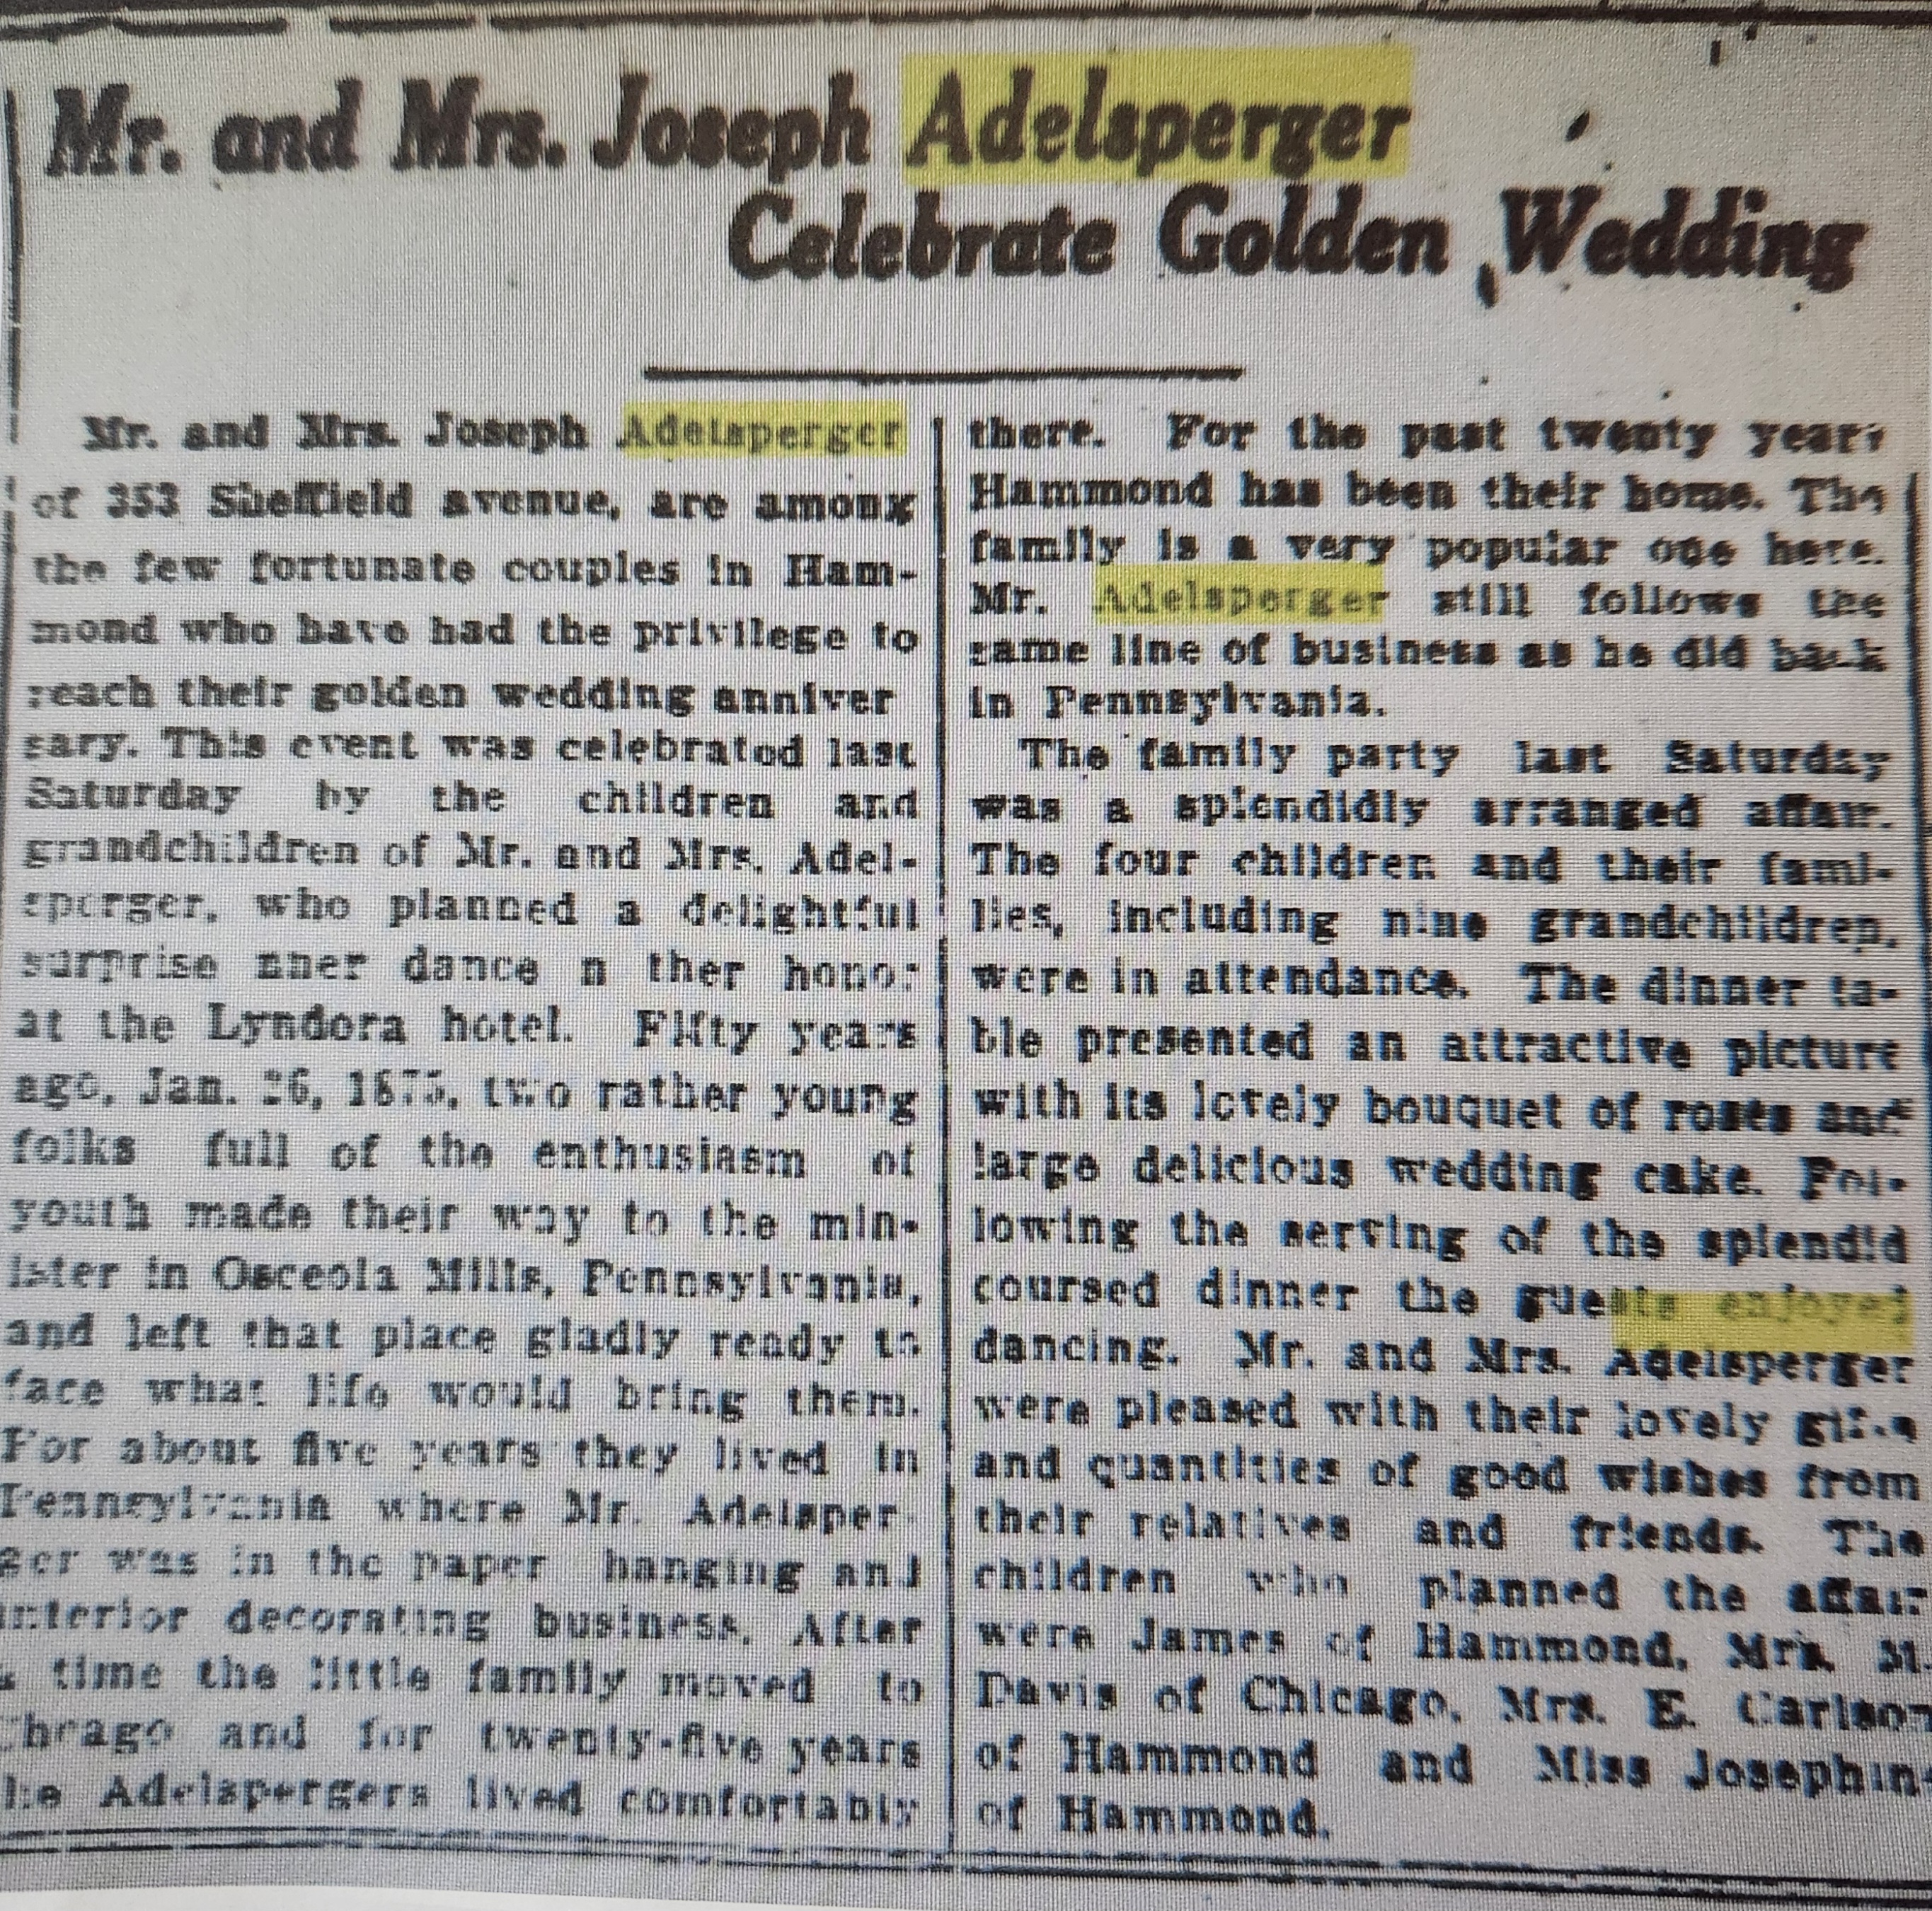 Mr. and Mrs. Joseph Adelsperger
Celebrate Golden Wedding
Mr. and Mrs. Joseph Adelsperger
of 353 Sheffield avenue, are among
the few fortunate couples in Ham-
mond who have had the privilege to
reach their golden wedding anniver
sary. This event was celebrated last
Saturday by the children and
grandchildren of Mr. and Mrs. Adel-
sperger, who planned a delightful
surprise nner dance n ther honor
at the Lyndora hotel. Fifty years
ago, Jan. 26, 1875, two rather young
folks full of the enthusiasm of
youth made their way to the min-
ister in Osceola Mills, Pennsylvania,
and left that place gladly ready to
face what life would bring them.
For about five years they lived in
Pennsylvania where Mr. Adelsper-
ger was in the paper hanging and
interior decorating business. After
a time the little family moved to
Chcago and for twenty-five years
the Adelspergers lived comfortably
there. For the past twenty years
Hammond has been their home. The
family is a very popular one here.
Mr. Adelsperger still follows the
same line of business as he did back
in Pennsylvania.
The family party last Saturday
was a splendidly arranged affair.
The four children and their fami-
lies, including nine grandchildren,
were in attendance. The dinner ta-
ble presented an attractive picture
with its lovely bouquet of roses and
large delicious wedding cake. Fol-
lowing the serving of the splendid
coursed dinner the guests enjoyed
dancing. Mr. and Mrs. Adelsperger
were pleased with their lovely gifts
and quantities of good wishes from
their relatives and friends. The
children who planned the affair
were James of Hammond, Mrs. M.
Davis of Chicago, Mrs. E. Carlson
of Hammond and Miss Josephin
of Hammond.